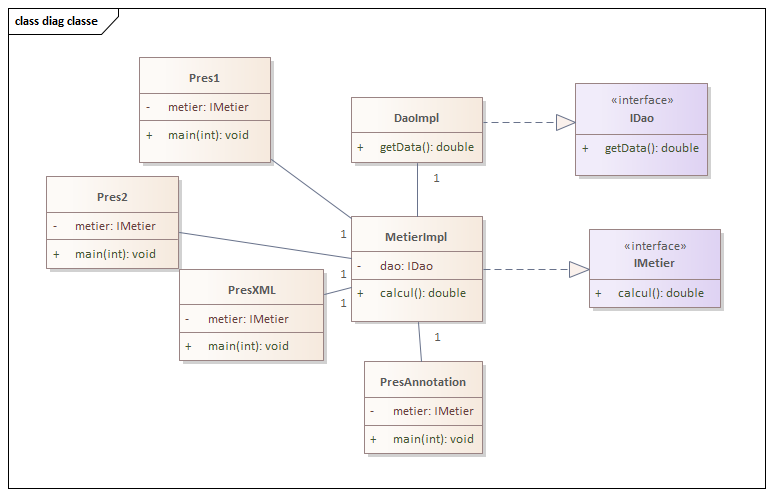 class diag classe
Pres1
- metier: IMetier
+ main(int): void
DaoImpl
+ getData(): double
«interface»
IDao
+ getData(): double
1
Pres2
- metier: IMetier
+ main(int): void
1
MetierImpl
- dao: IDao
+ calcul(): double
«interface»
IMetier
+ calcul(): double
1
PresXML
- metier: IMetier
+ main(int): void
1
1
PresAnnotation
- metier: IMetier
+ main(int): void